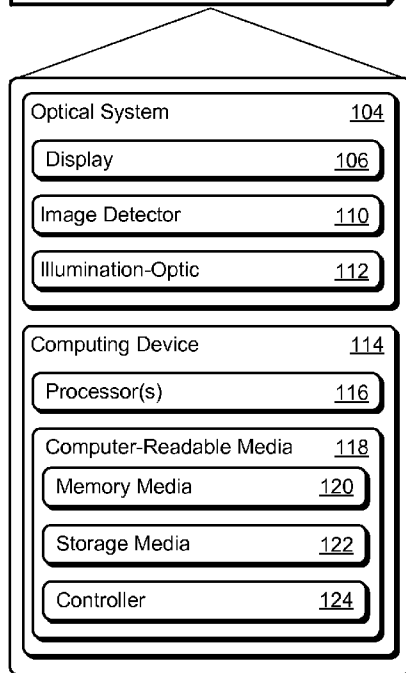 Optical System 104
Display 106
Image Detector 110
Illumination-Optic 112
Computing Device 114
Processor(s) 116
Computer-Readable Media 118
Memory Media 120
Storage Media 122
Controller 124